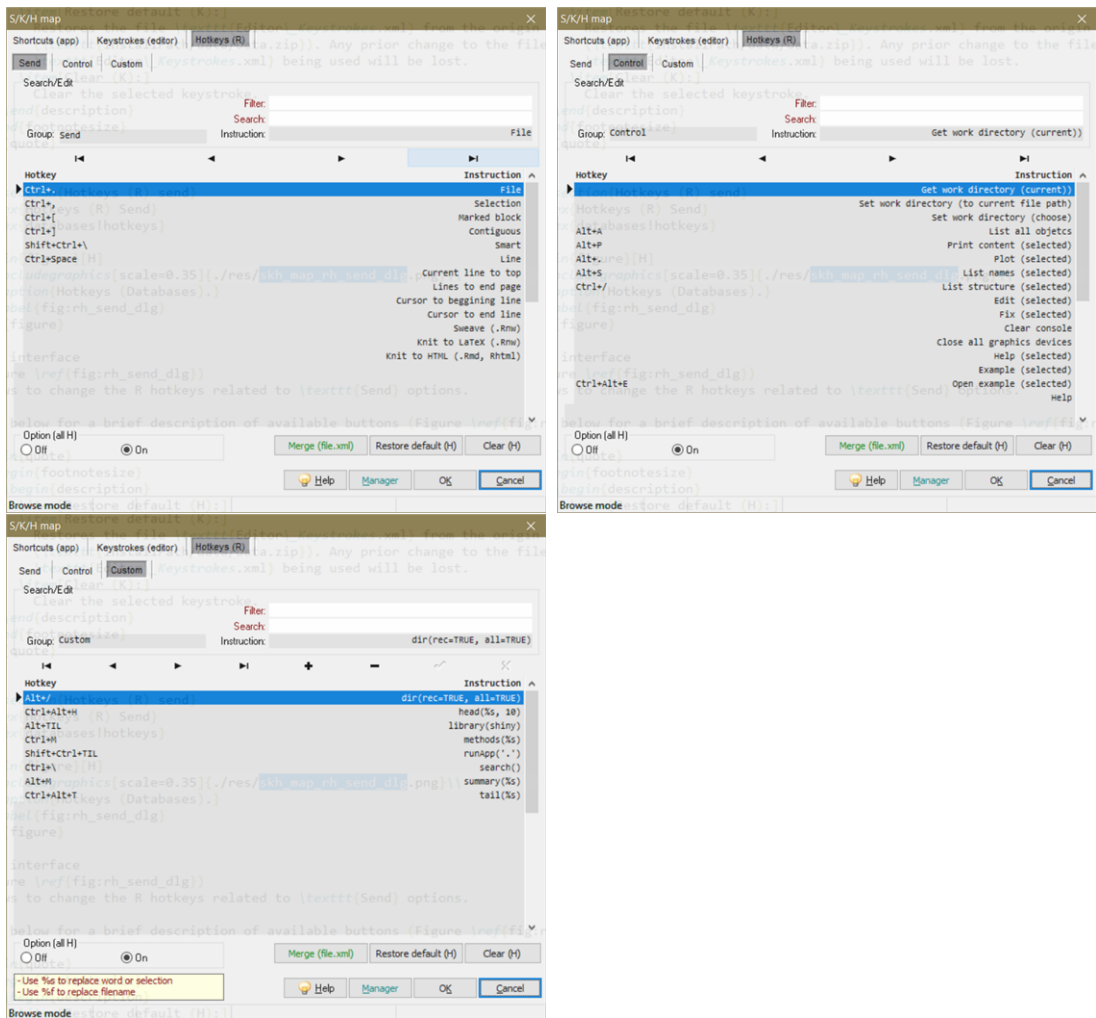 S/K/H map
Shortcuts (app) Keystrokes (editor) Hotkeys (R)
Send Control Custom
Search/Edit
Filter:
Search:
Group: Send Instruction: File
Hotkey Instruction
Ctrl+. File
Ctrl+, Selection
Ctrl+[ Marked block
Ctrl+] Contiguous
Shift+Ctrl+\ Smart
Ctrl+Space Line
Current line to top
Lines to end page
Cursor to beggining line
Cursor to end line
Sweave (.Rnw)
Knit to LaTeX (.Rnw)
Knit to HTML (.Rmd, Rhtml)
Option (all H)
Off On
Merge (file.xml) Restore default (H) Clear (H)
Help Manager OK Cancel
Browse mode
S/K/H map
Shortcuts (app) Keystrokes (editor) Hotkeys (R)
Send Control Custom
Search/Edit
Filter:
Search:
Group: Control Instruction: Get work directory (current))
Hotkey Instruction
Get work directory (current))
Set work directory (to current file path)
Set work directory (choose)
Alt+A List all objetcs
Alt+P Print content (selected)
Alt+. Plot (selected)
Alt+S List names (selected)
Ctrl+/ List structure (selected)
Edit (selected)
Fix (selected)
Clear console
Close all graphics devices
Help (selected)
Example (selected)
Ctrl+Alt+E Open example (selected)
Help
Option (all H)
Off On
Merge (file.xml) Restore default (H) Clear (H)
Help Manager OK Cancel
Browse mode
S/K/H map
Shortcuts (app) Keystrokes (editor) Hotkeys (R)
Send Control Custom
Search/Edit
Filter:
Search:
Group: Custom Instruction: dir(rec=TRUE, all=TRUE)
Hotkey Instruction
Alt+/ dir(rec=TRUE, all=TRUE)
Ctrl+Alt+H head(%s, 10)
Alt+TIL library(shiny)
Ctrl+M methods(%s)
Shift+Ctrl+TIL runApp('.')
Ctrl+\ search()
Alt+M summary(%s)
Ctrl+Alt+T tail(%s)
Option (all H)
Off On
Merge (file.xml) Restore default (H) Clear (H)
- Use %s to replace word or selection
- Use %f to replace filename
Help Manager OK Cancel
Browse mode